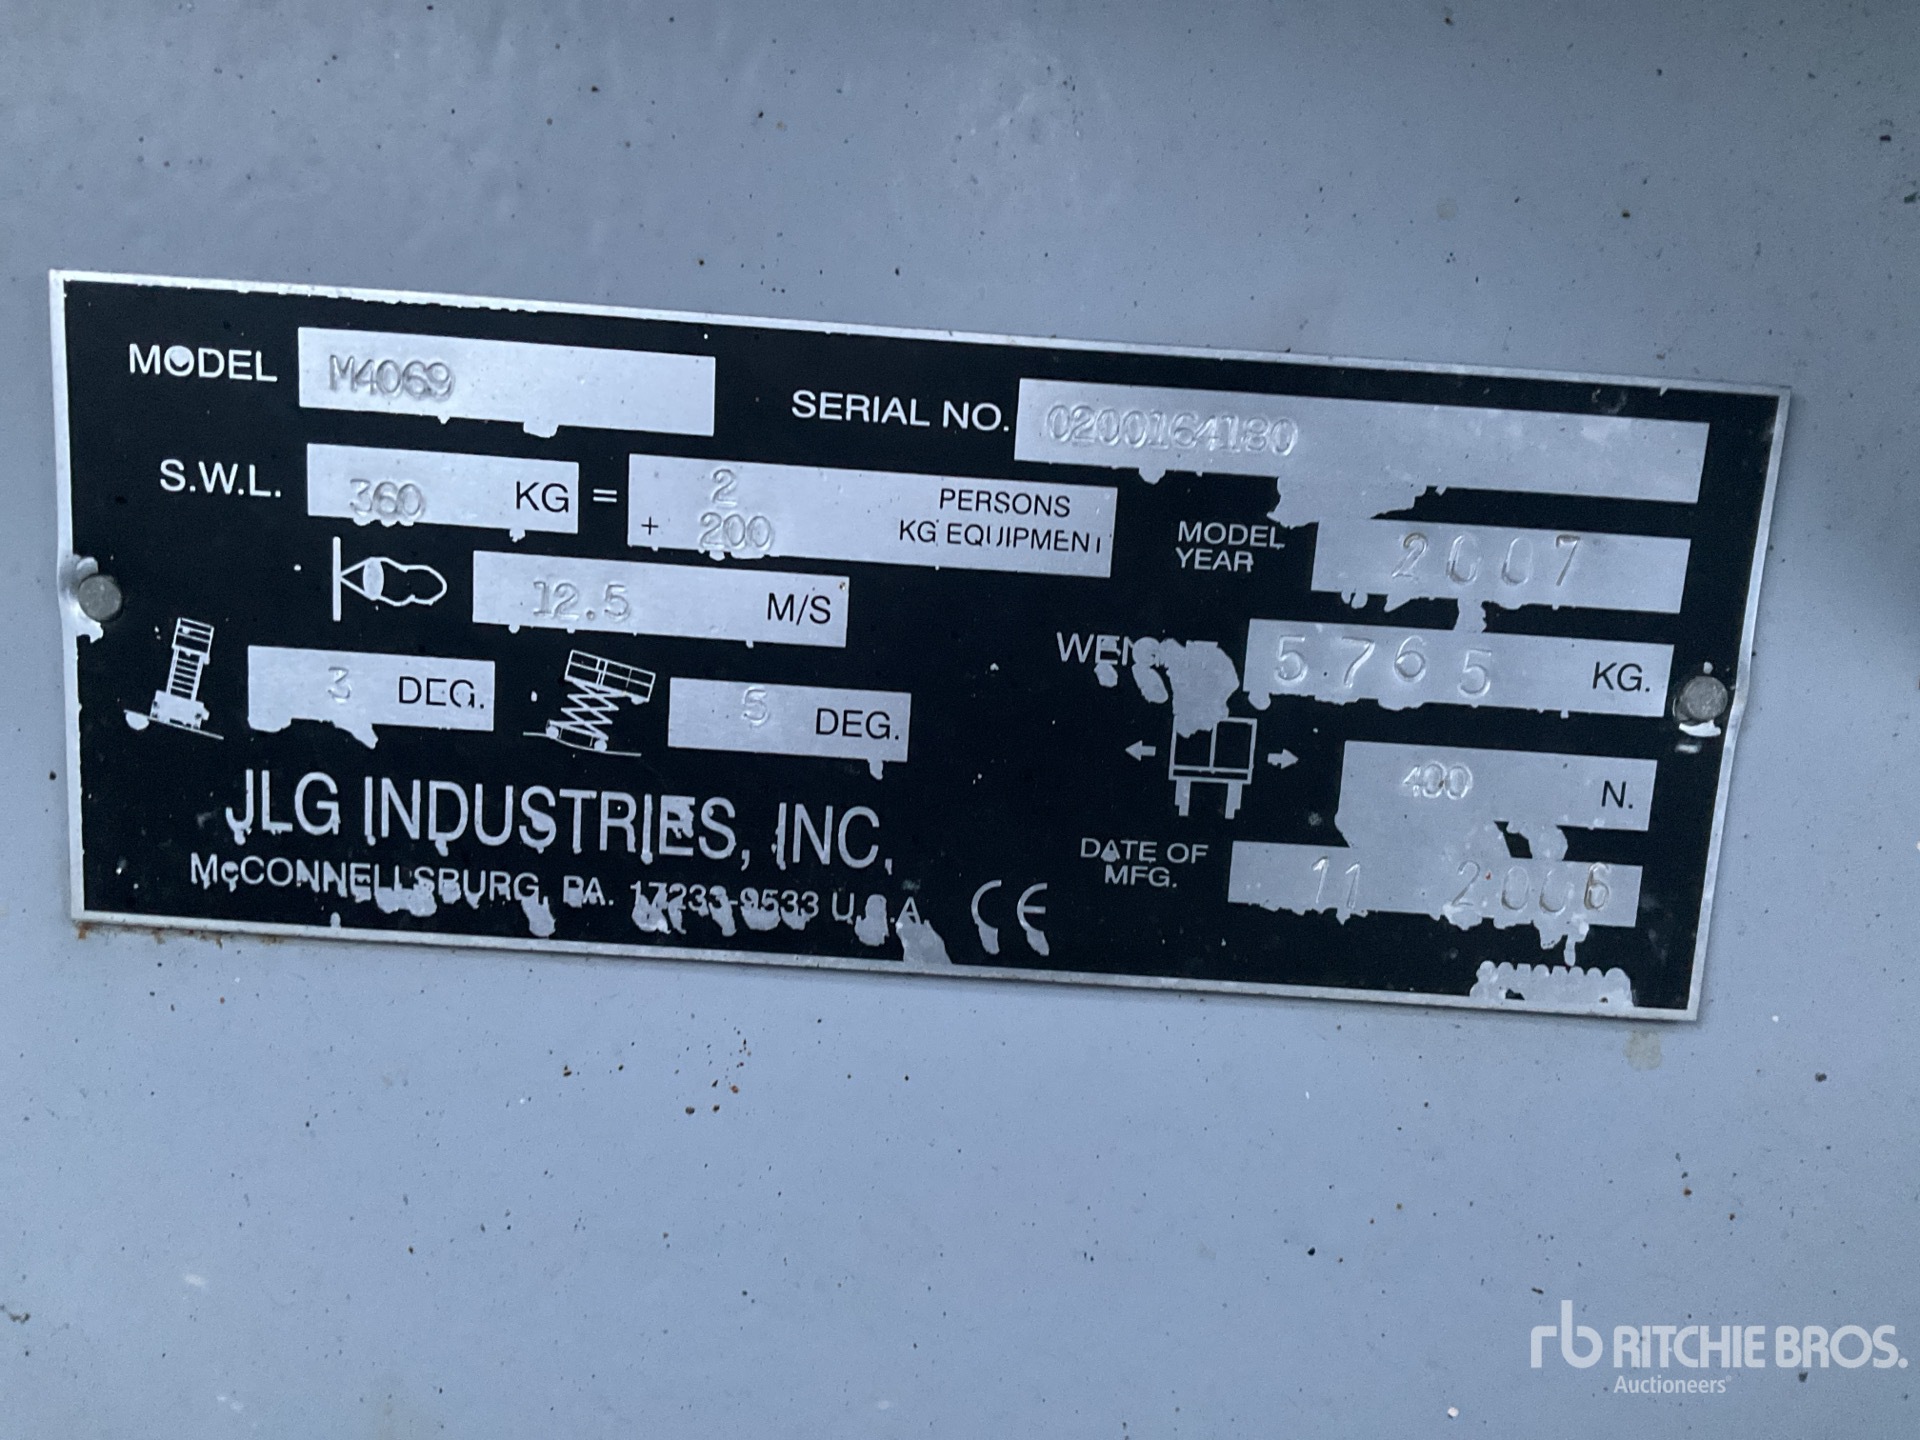 MODEL M4069
SERIAL NO. 0200164180
S.W.L. 360 KG = 2 PERSONS
+ 200 KG EQUIPMENT
MODEL YEAR 2007
12.5 M/S
WEIGHT 5765 KG.
3 DEG. 5 DEG.
400 N.
JLG INDUSTRIES, INC.
McCONNELLSBURG, PA. 17233-9533 U.S.A. CE
DATE OF MFG. 11 2006
rb RITCHIE BROS.
Auctioneers